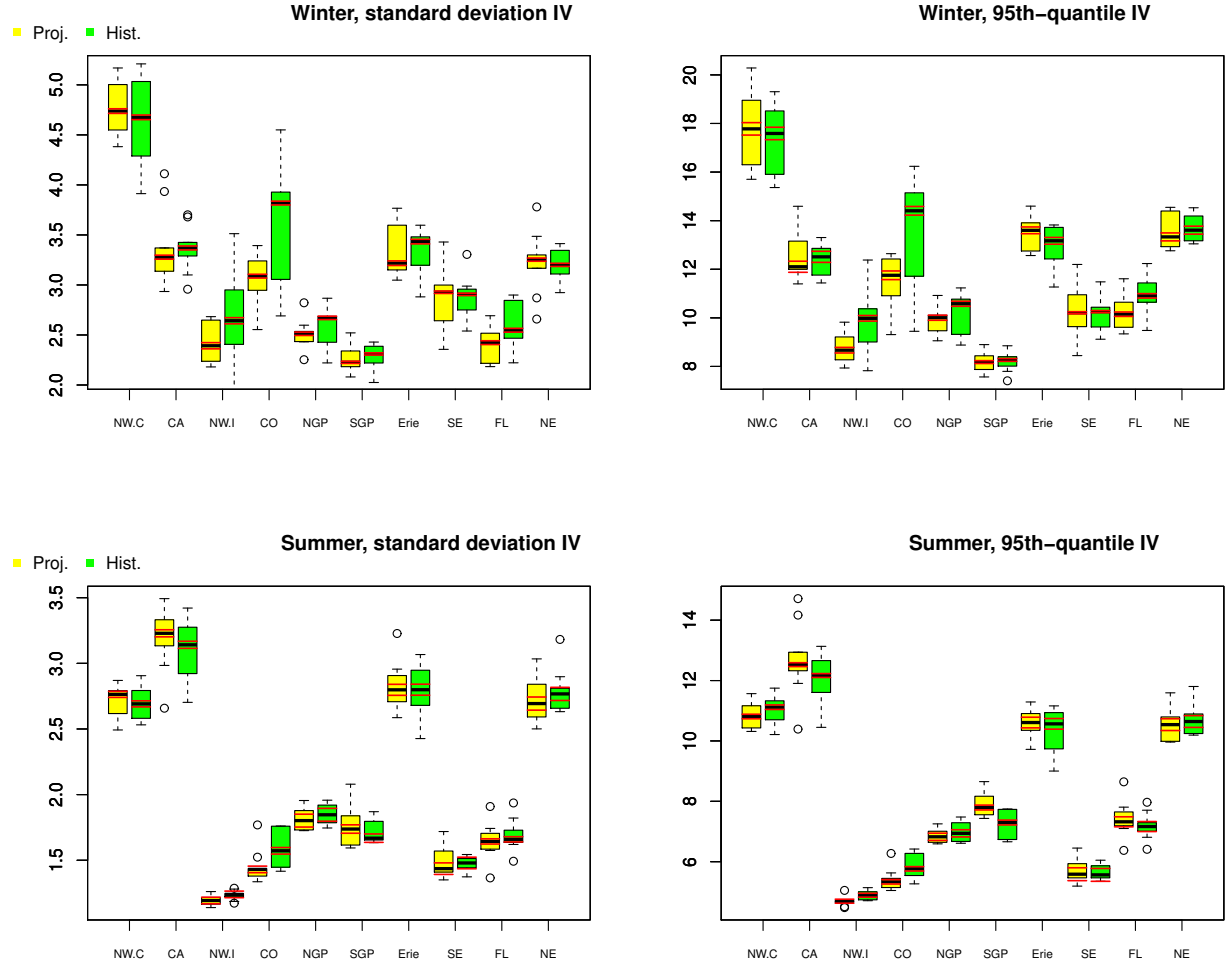 Winter, standard deviation IV
Proj. Hist.
5.0
4.5
4.0
3.5
3.0
2.5
2.0
NW.C CA NW.I CO NGP SGP Erie SE FL NE
Winter, 95th−quantile IV
20
18
16
14
12
10
8
NW.C CA NW.I CO NGP SGP Erie SE FL NE
Summer, standard deviation IV
Proj. Hist.
3.5
3.0
2.5
2.0
1.5
NW.C CA NW.I CO NGP SGP Erie SE FL NE
Summer, 95th−quantile IV
14
12
10
8
6
NW.C CA NW.I CO NGP SGP Erie SE FL NE